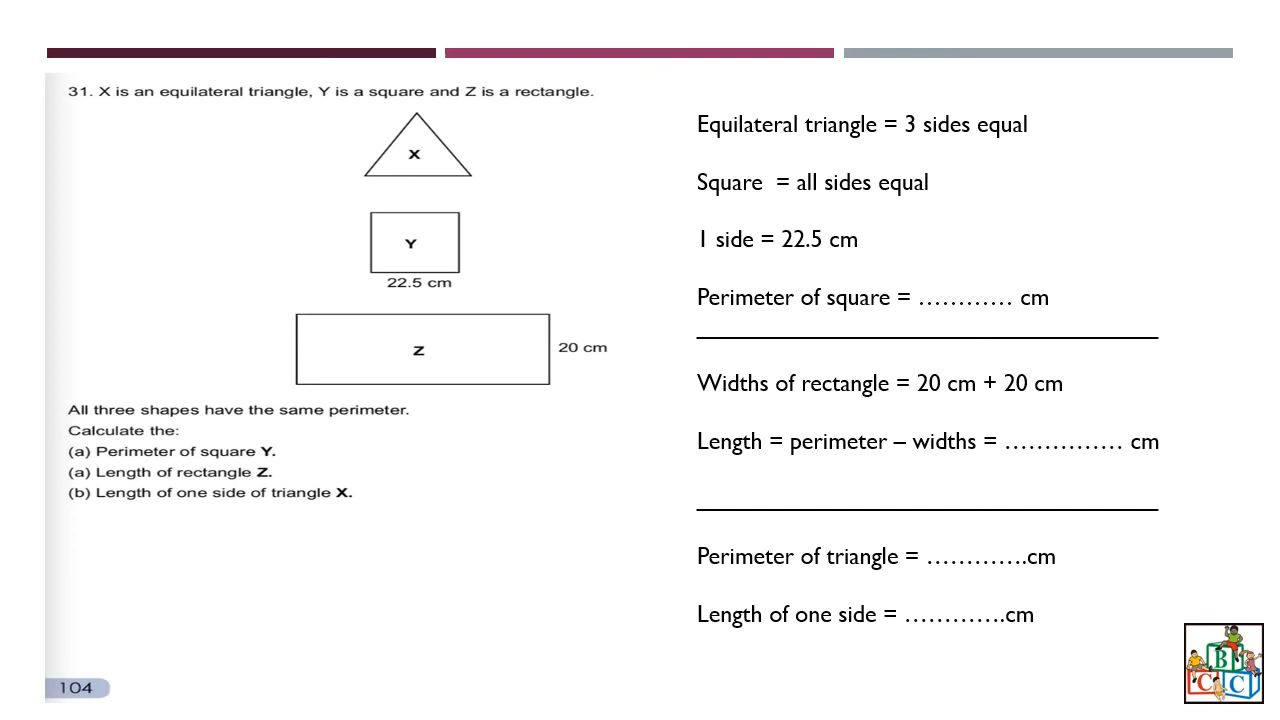 31. X is an equilateral triangle, Y is a square and Z is a rectangle.
X
Y
22.5 cm
Z
20 cm
All three shapes have the same perimeter.
Calculate the:
(a) Perimeter of square Y.
(a) Length of rectangle Z.
(b) Length of one side of triangle X.
104
Equilateral triangle = 3 sides equal
Square  = all sides equal
1 side = 22.5 cm
Perimeter of square = ………… cm
Widths of rectangle = 20 cm + 20 cm
Length = perimeter – widths = …………… cm
Perimeter of triangle = ………….cm
Length of one side = ………….cm
B
C C